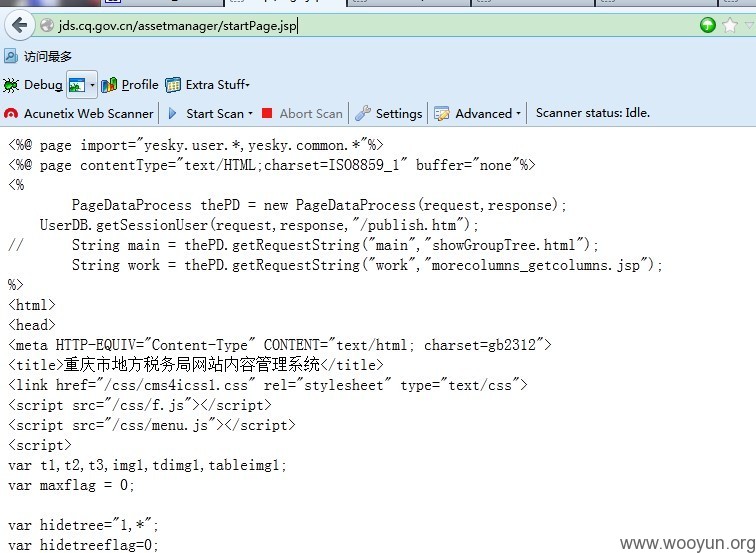 jds.cq.gov.cn/assetmanager/startPage.jsp
访问最多
Debug Profile Extra Stuff
Acunetix Web Scanner Start Scan Abort Scan Settings Advanced Scanner status: Idle.
<%@ page import="yesky.user.*,yesky.common.*"%>
<%@ page contentType="text/HTML;charset=ISO8859_1" buffer="none"%>
<%
PageDataProcess thePD = new PageDataProcess(request,response);
UserDB.getSessionUser(request,response,"/publish.htm");
// String main = thePD.getRequestString("main","showGroupTree.html");
String work = thePD.getRequestString("work","morecolumns_getcolumns.jsp");
%>
<html>
<head>
<meta HTTP-EQUIV="Content-Type" CONTENT="text/html; charset=gb2312">
<title>重庆市地方税务局网站内容管理系统</title>
<link href="/css/cms4icss1.css" rel="stylesheet" type="text/css">
<script src="/css/f.js"></script>
<script src="/css/menu.js"></script>
<script>
var t1,t2,t3,img1,tdimg1,tableimg1;
var maxflag = 0;
var hidetree="1,*";
var hidetreeflag=0;
www.wooyun.org